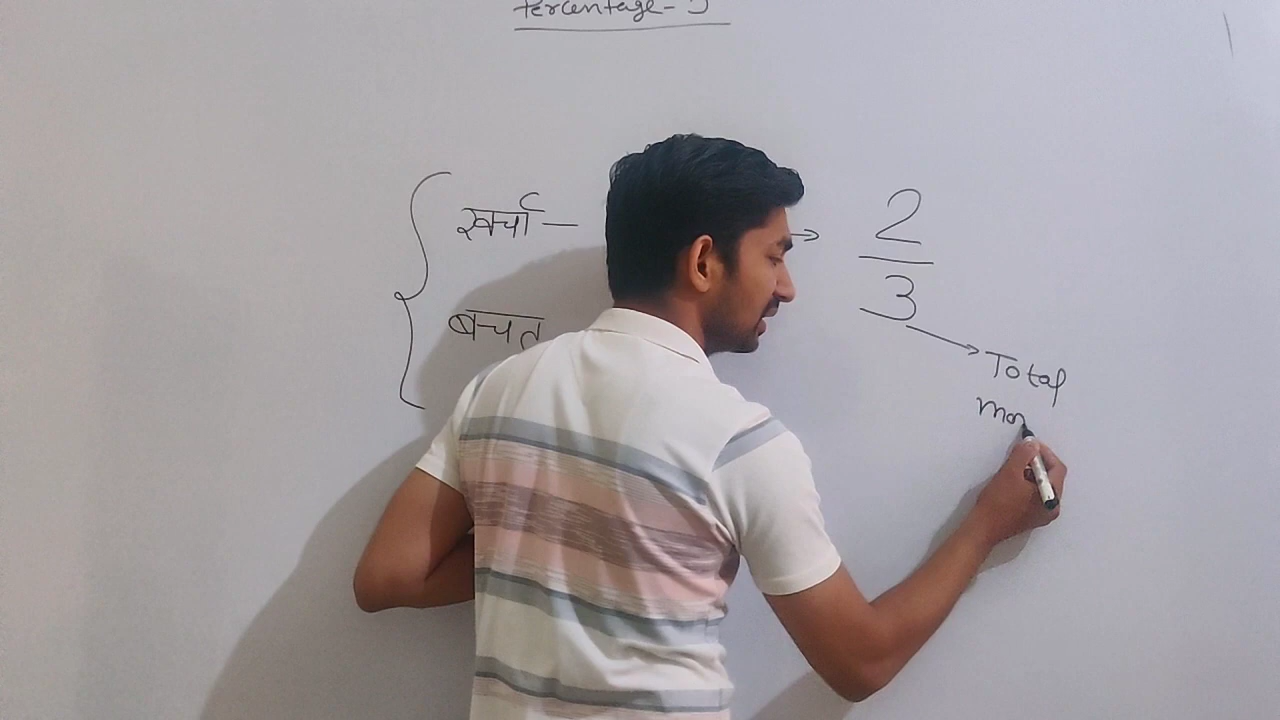 Percentage - 5
खर्चा — → 2/3
बचत
Total
mon